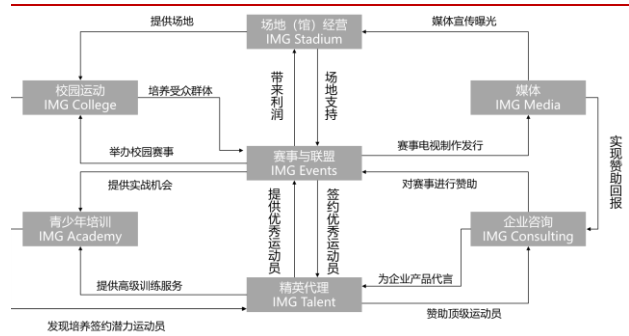 提供场地
场地（馆）经营
IMG Stadium
媒体宣传曝光
校园运动
IMG College
培养受众群体
带来利润
场地支持
媒体
IMG Media
举办校园赛事
赛事与联盟
IMG Events
赛事电视制作发行
实现赞助回报
提供实战机会
对赛事进行赞助
青少年培训
IMG Academy
提供优秀运动员
签约优秀运动员
企业咨询
IMG Consulting
提供高级训练服务
精英代理
IMG Talent
为企业产品代言
赞助顶级运动员
发现培养签约潜力运动员